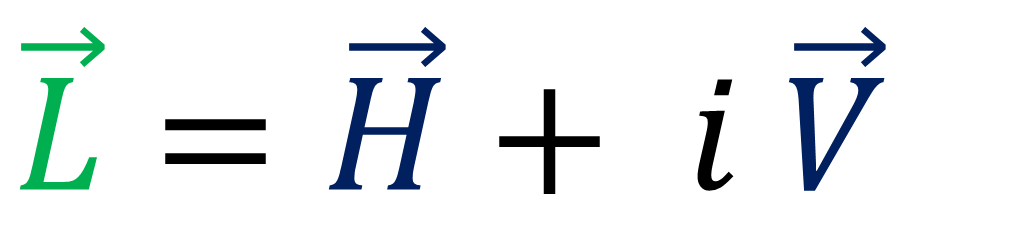 L⃗ = H⃗ + i V⃗